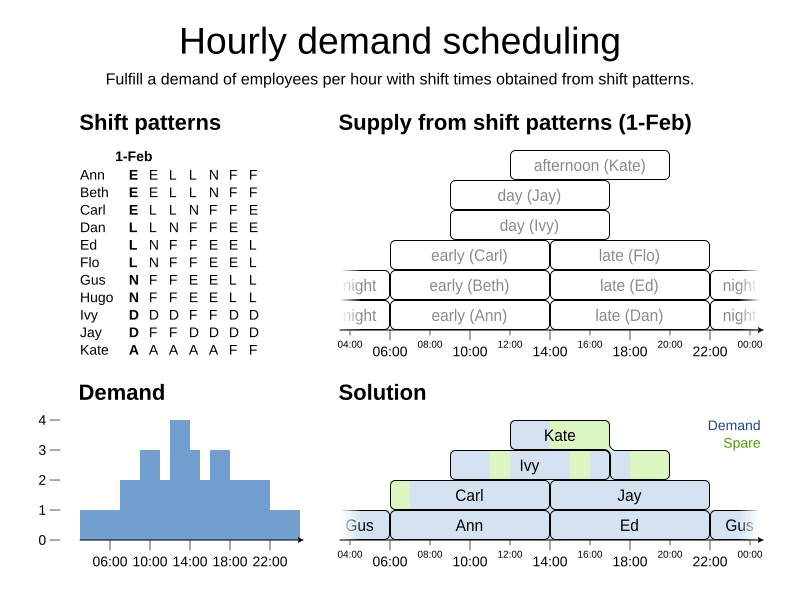 Hourly demand scheduling
Fulfill a demand of employees per hour with shift times obtained from shift patterns.
Shift patterns
1-Feb
Ann E E L L N F F
Beth E E L L N F F
Carl E L L N F F E
Dan L L N F F E E
Ed L N F F E E L
Flo L N F F E E L
Gus N F F E E L L
Hugo N F F E E L L
Ivy D D D F F D D
Jay D F F D D D D
Kate A A A A A F F
Supply from shift patterns (1-Feb)
afternoon (Kate)
day (Jay)
day (Ivy)
early (Carl) late (Flo)
night early (Beth) late (Ed) night
night early (Ann) late (Dan) night
04:00 06:00 08:00 10:00 12:00 14:00 16:00 18:00 20:00 22:00 00:00
Demand
4
3
2
1
0
06:00 10:00 14:00 18:00 22:00
Solution
Demand
Spare
Kate
Ivy
Carl Jay
Gus Ann Ed Gus
04:00 06:00 08:00 10:00 12:00 14:00 16:00 18:00 20:00 22:00 00:00